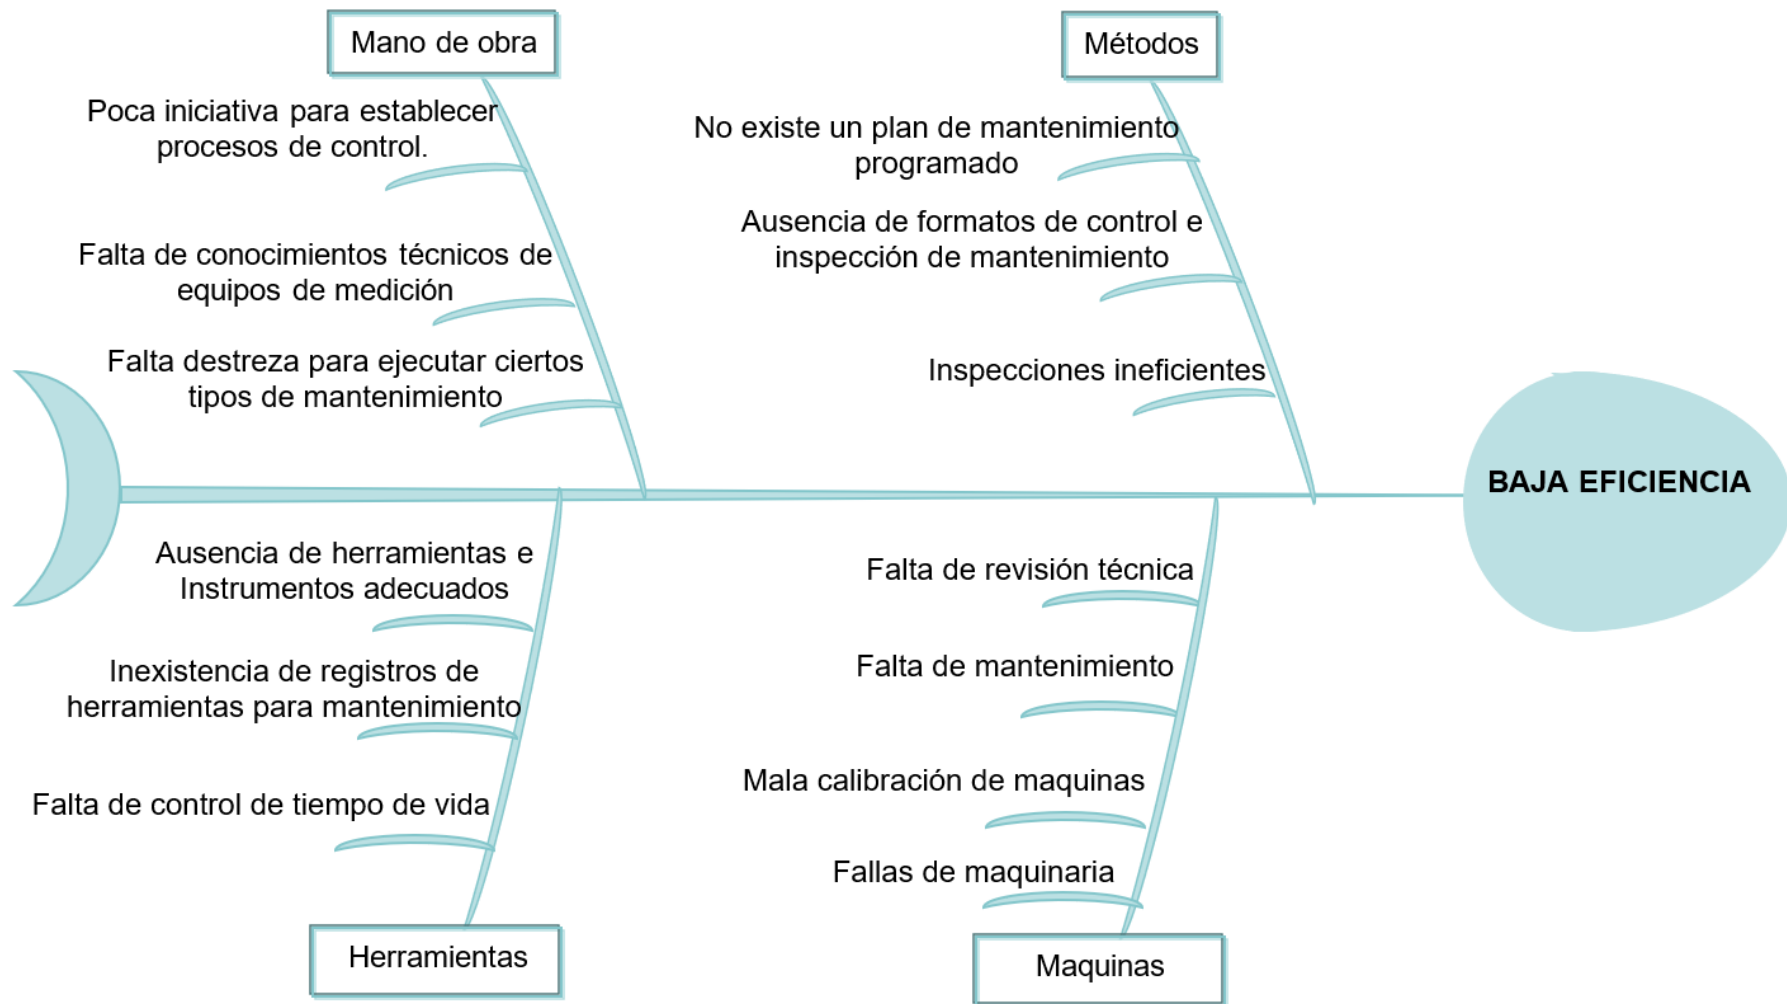 Mano de obra
Poca iniciativa para establecer
procesos de control.
Falta de conocimientos técnicos de
equipos de medición
Falta destreza para ejecutar ciertos
tipos de mantenimiento
Métodos
No existe un plan de mantenimiento
programado
Ausencia de formatos de control e
inspección de mantenimiento
Inspecciones ineficientes
BAJA EFICIENCIA
Ausencia de herramientas e
Instrumentos adecuados
Inexistencia de registros de
herramientas para mantenimiento
Falta de control de tiempo de vida
Herramientas
Falta de revisión técnica
Falta de mantenimiento
Mala calibración de maquinas
Fallas de maquinaria
Maquinas